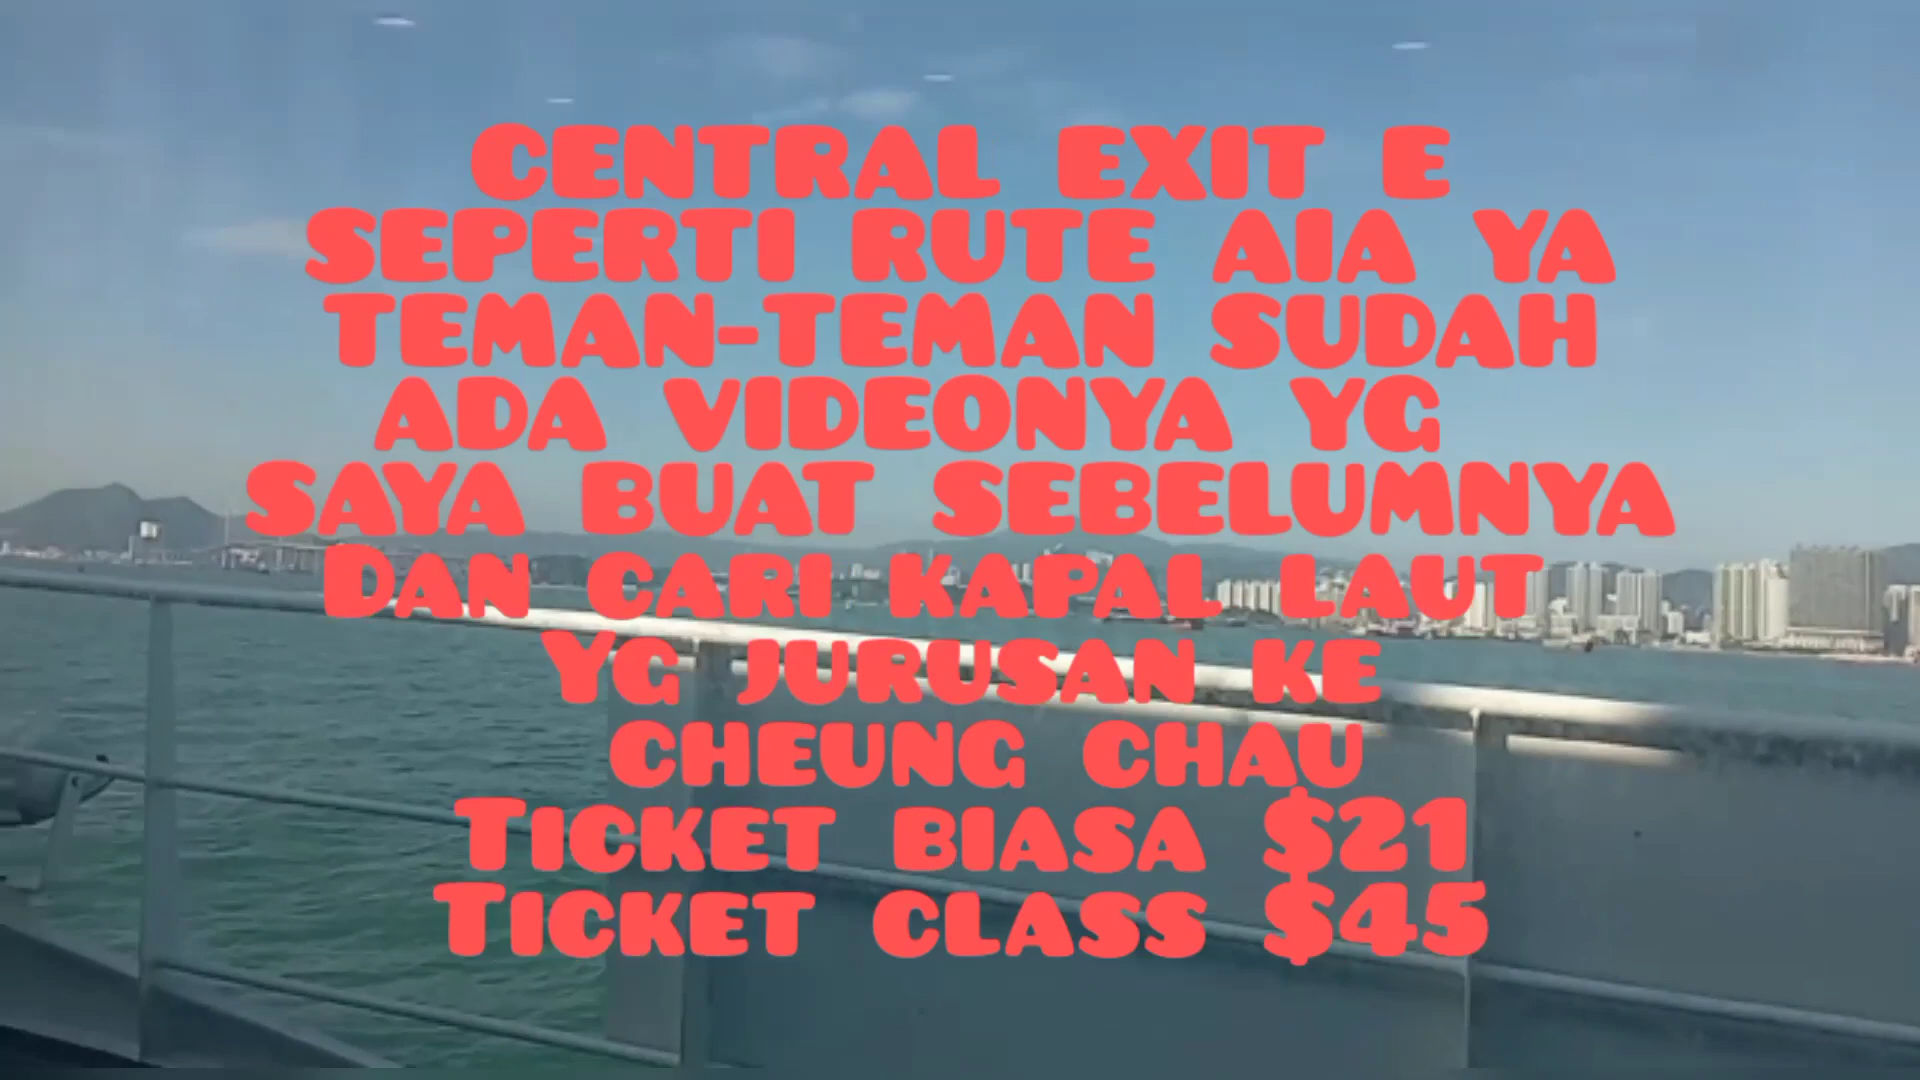 CENTRAL EXIT E
SEPERTI RUTE AIA YA
TEMAN-TEMAN SUDAH
ADA VIDEONYA YG
SAYA BUAT SEBELUMNYA
DAN CARI KAPAL LAUT
YG JURUSAN KE
CHEUNG CHAU
TICKET BIASA $21
TICKET CLASS $45